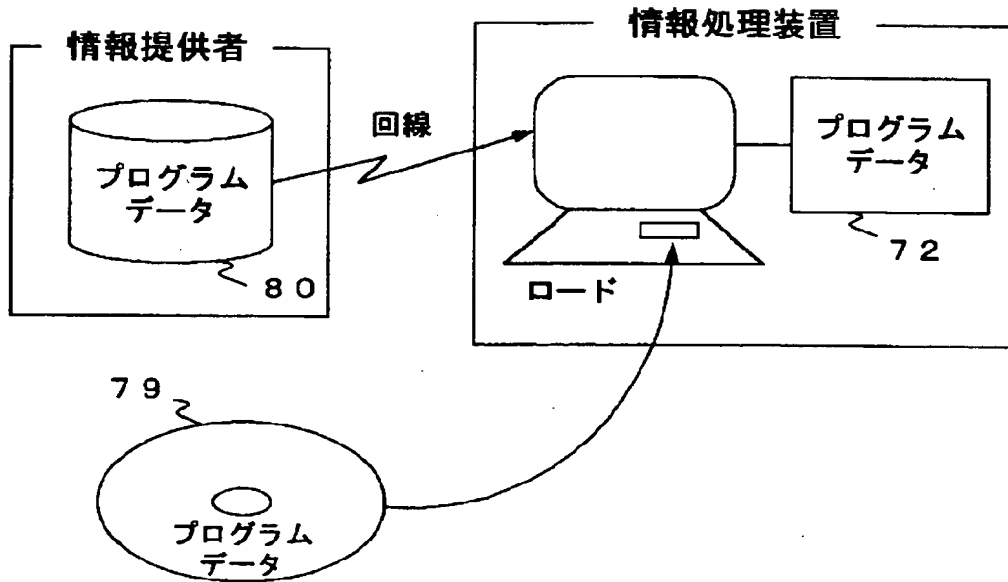 情報提供者
プログラム
データ
80
回線
情報処理装置
プログラム
データ
72
ロード
79
プログラム
データ